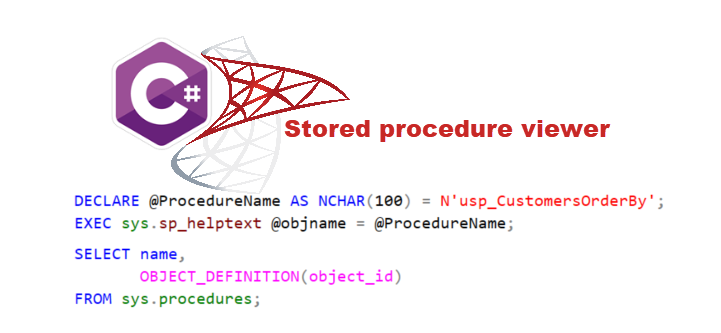 C#
Stored procedure viewer
DECLARE @ProcedureName AS NCHAR(100) = N'usp_CustomersOrderBy';
EXEC sys.sp_helptext @objname = @ProcedureName;
SELECT name,
OBJECT_DEFINITION(object_id)
FROM sys.procedures;